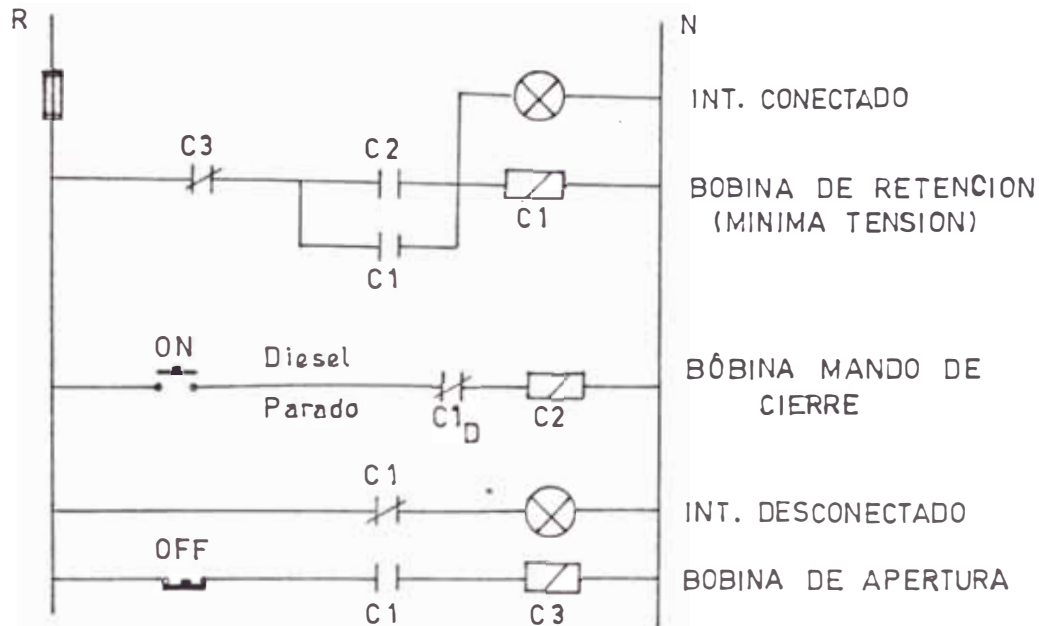 R
N
INT. CONECTADO
C3
C2
C1
BOBINA DE RETENCION
(MINIMA TENSION)
C1
ON
Diesel
Parado
C1D
C2
BÔBINA MANDO DE
CIERRE
C1
INT. DESCONECTADO
OFF
C1
C3
BOBINA DE APERTURA